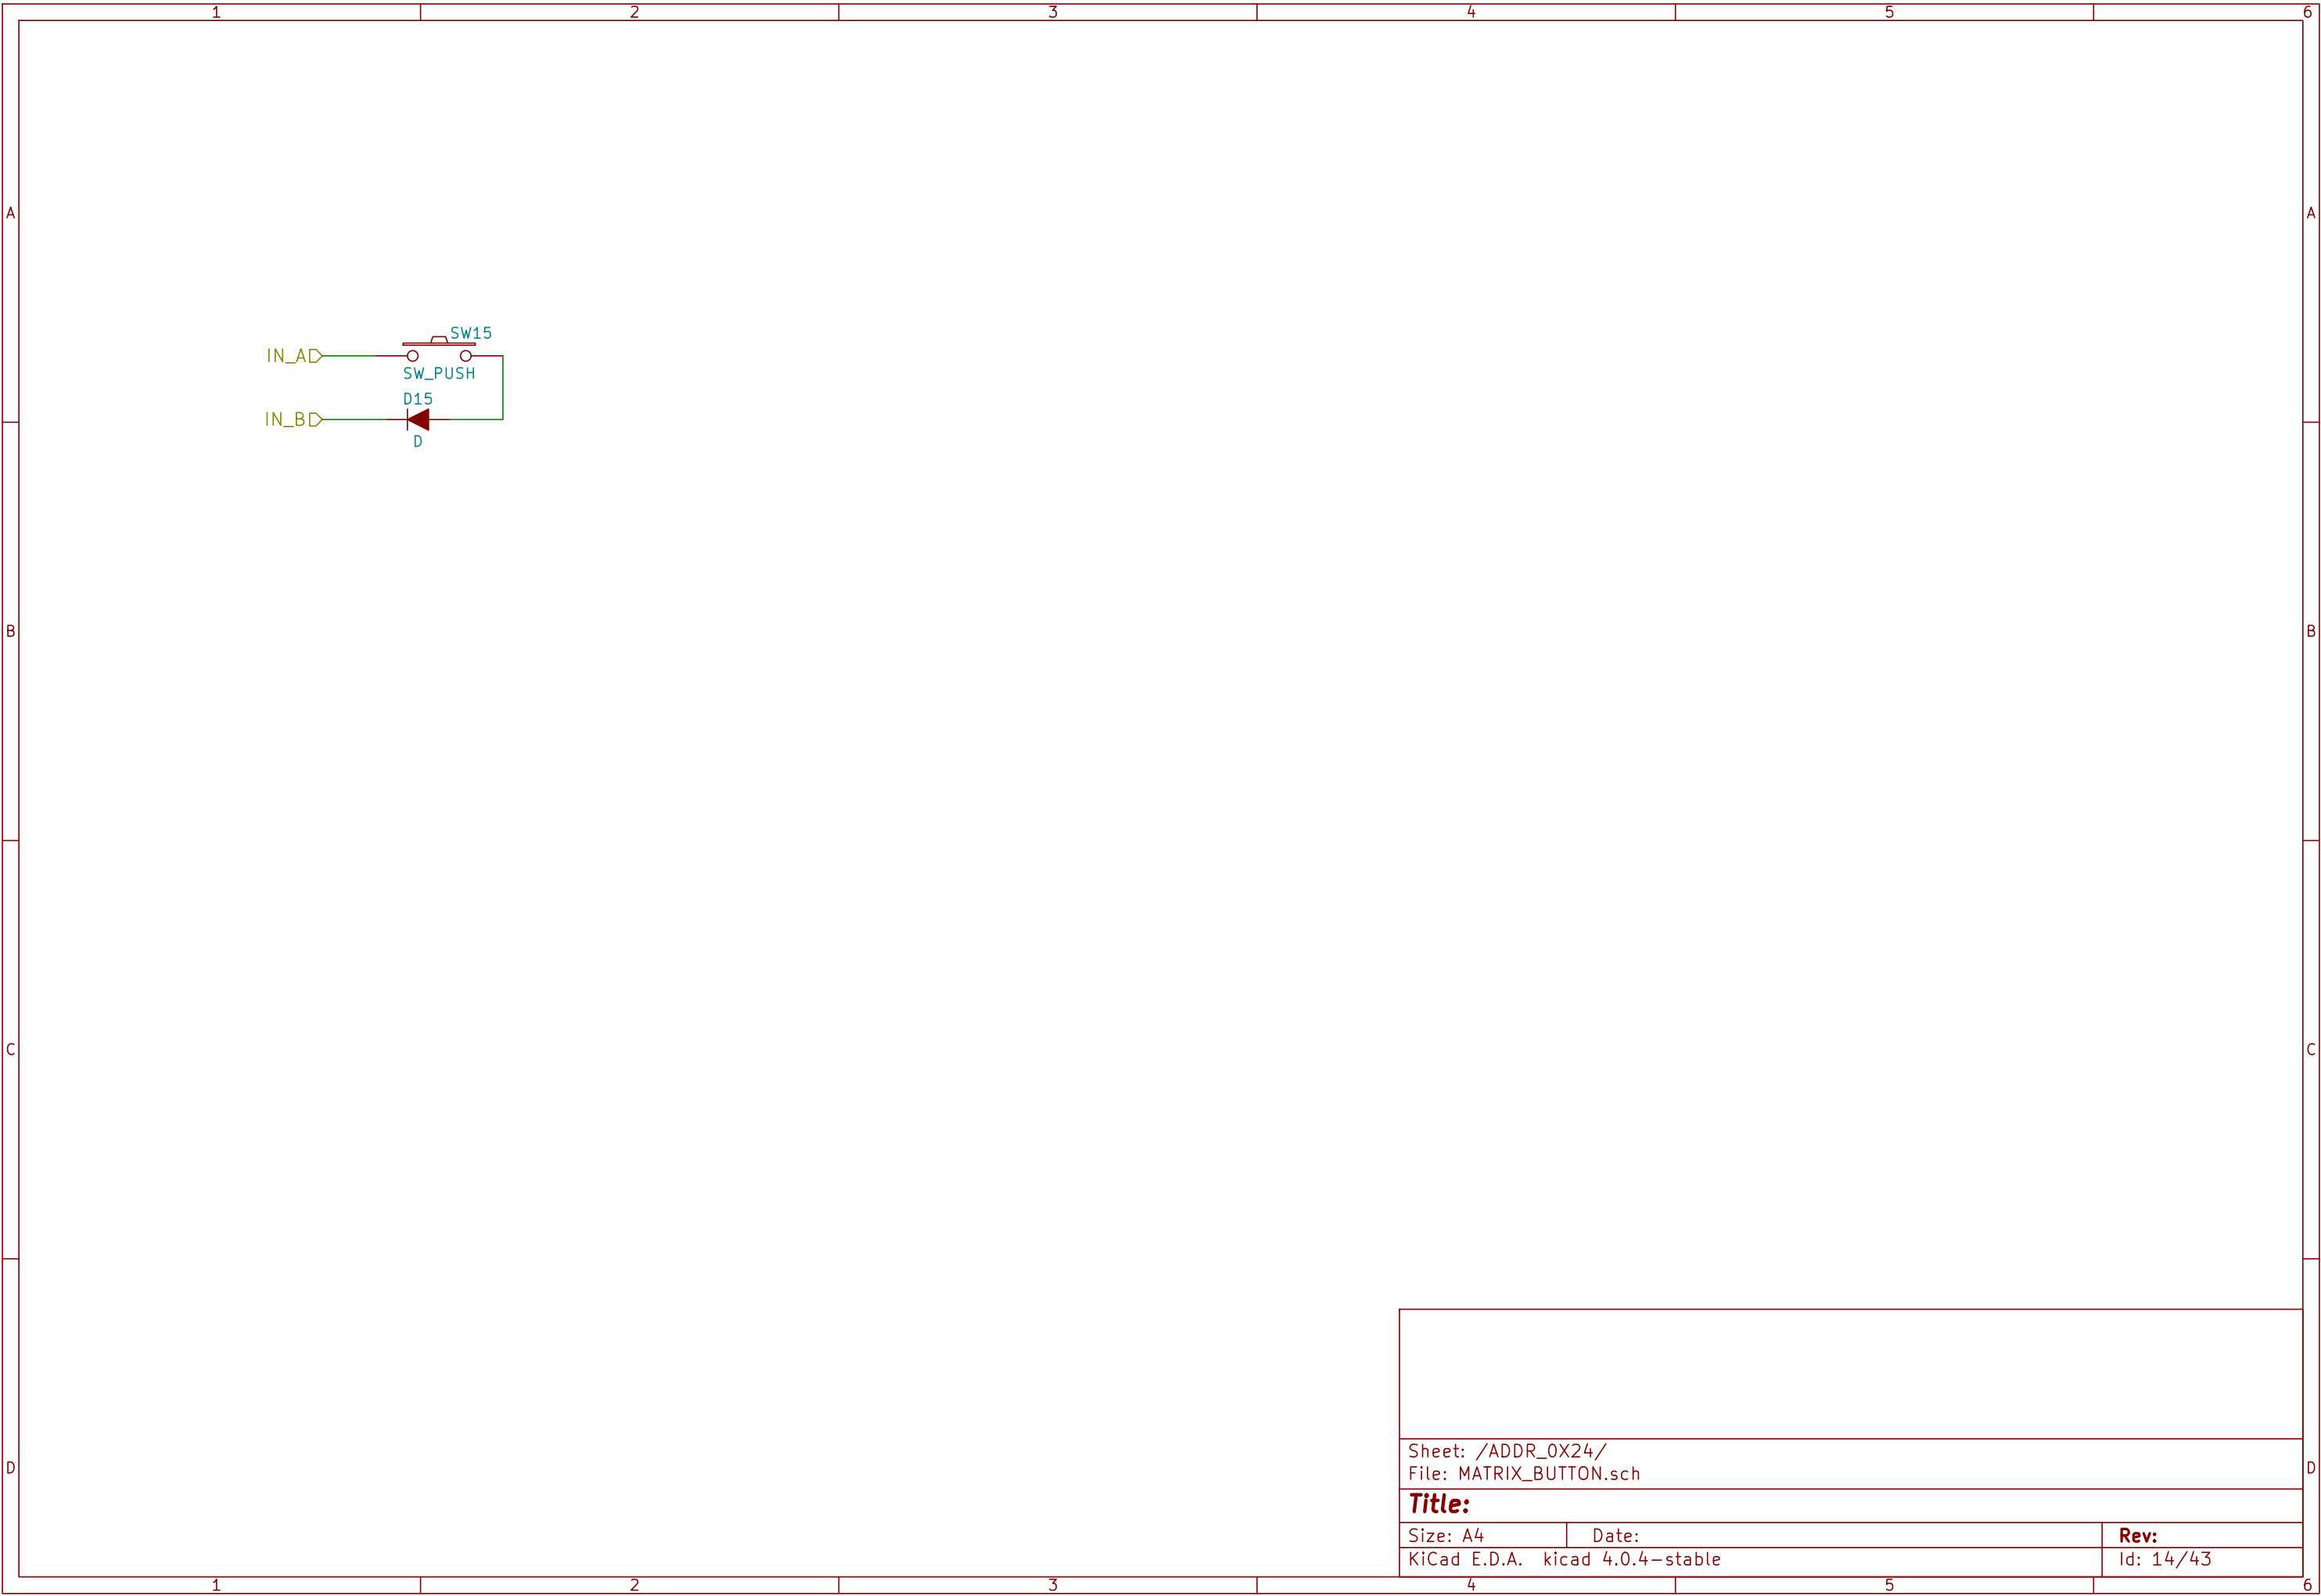 1 2 3 4 5 6
A A
SW15
IN_A
SW_PUSH
D15
IN_B
D
B B
C C
Sheet: /ADDR_0X24/
File: MATRIX_BUTTON.sch
D D
Title:
Size: A4 Date: Rev:
KiCad E.D.A. kicad 4.0.4-stable Id: 14/43
1 2 3 4 5 6